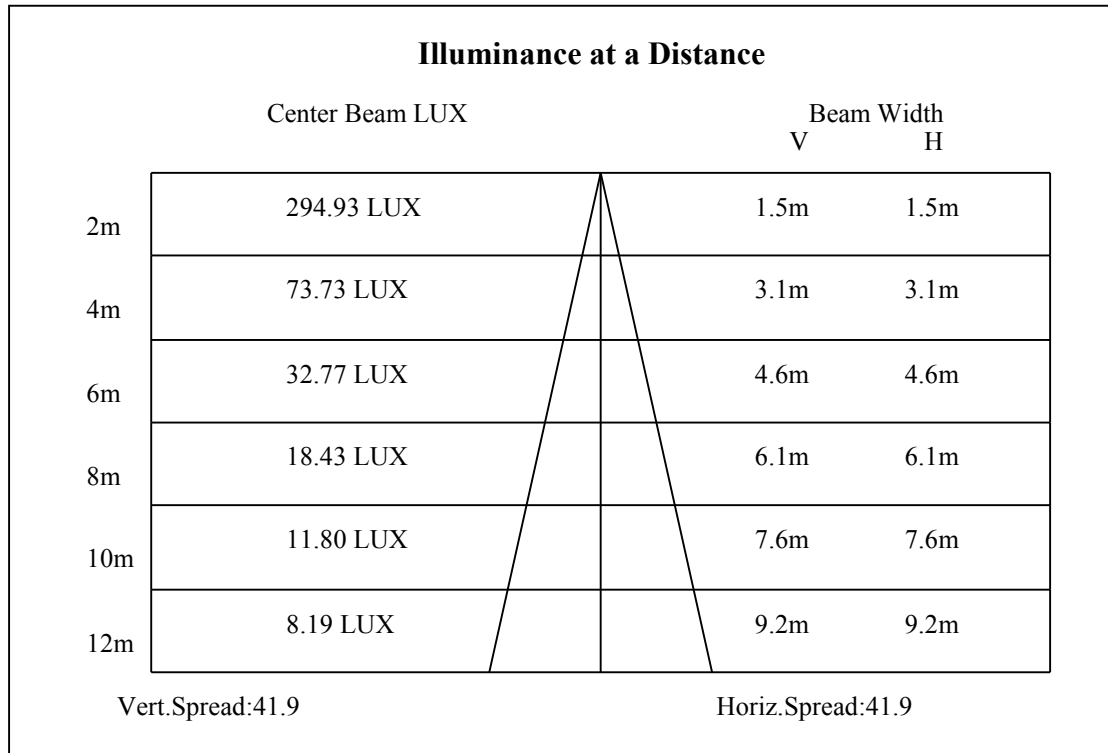 Illuminance at a Distance
Center Beam LUX Beam Width
V H
2m 294.93 LUX 1.5m 1.5m
4m 73.73 LUX 3.1m 3.1m
6m 32.77 LUX 4.6m 4.6m
8m 18.43 LUX 6.1m 6.1m
10m 11.80 LUX 7.6m 7.6m
12m 8.19 LUX 9.2m 9.2m
Vert.Spread:41.9 Horiz.Spread:41.9